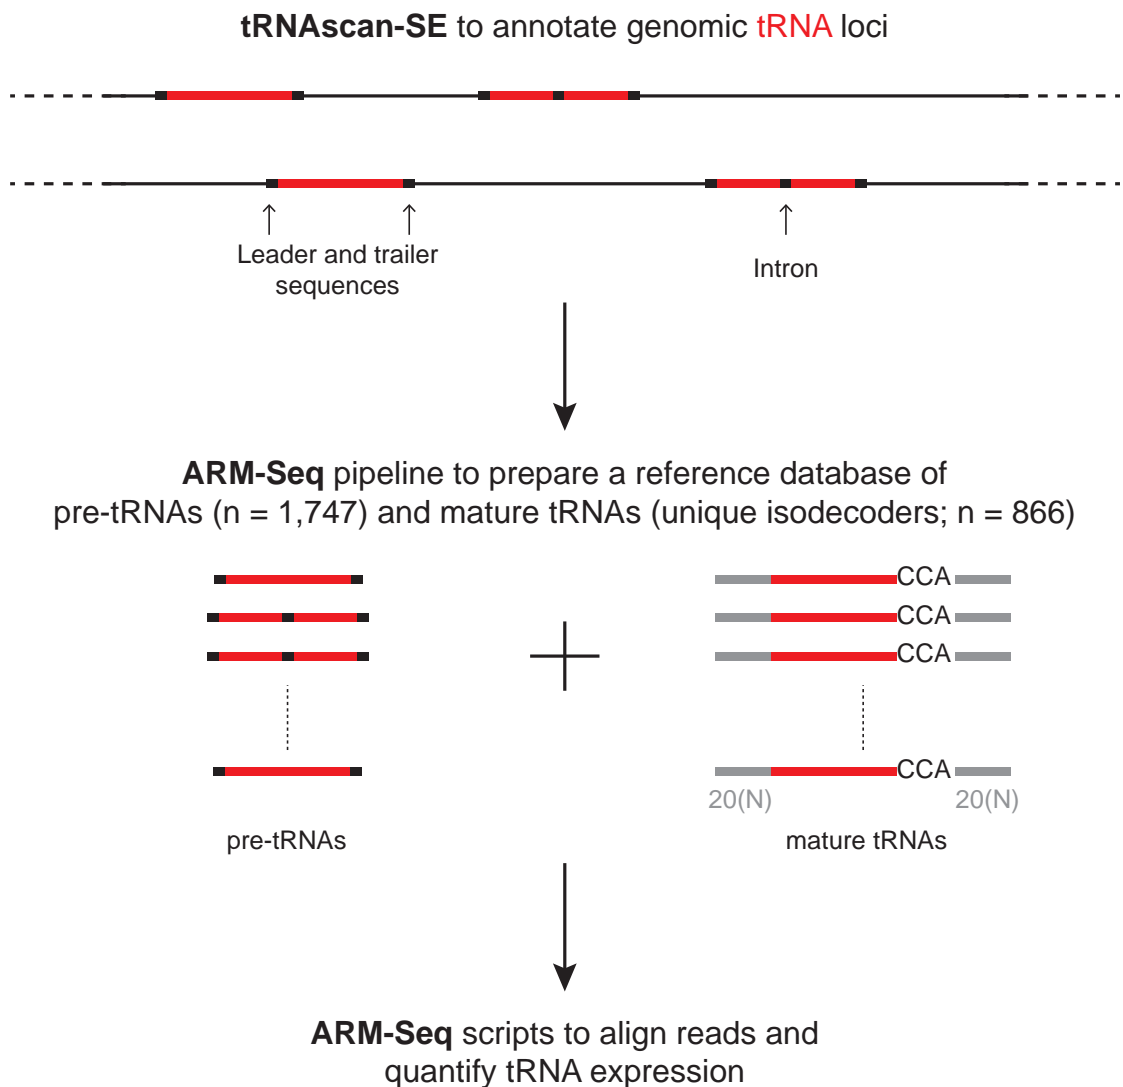 tRNAscan-SE to annotate genomic tRNA loci
Leader and trailer
sequences
Intron
ARM-Seq pipeline to prepare a reference database of
pre-tRNAs (n = 1,747) and mature tRNAs (unique isodecoders; n = 866)
CCA
CCA
CCA
CCA
20(N) 20(N)
pre-tRNAs
mature tRNAs
ARM-Seq scripts to align reads and
quantify tRNA expression